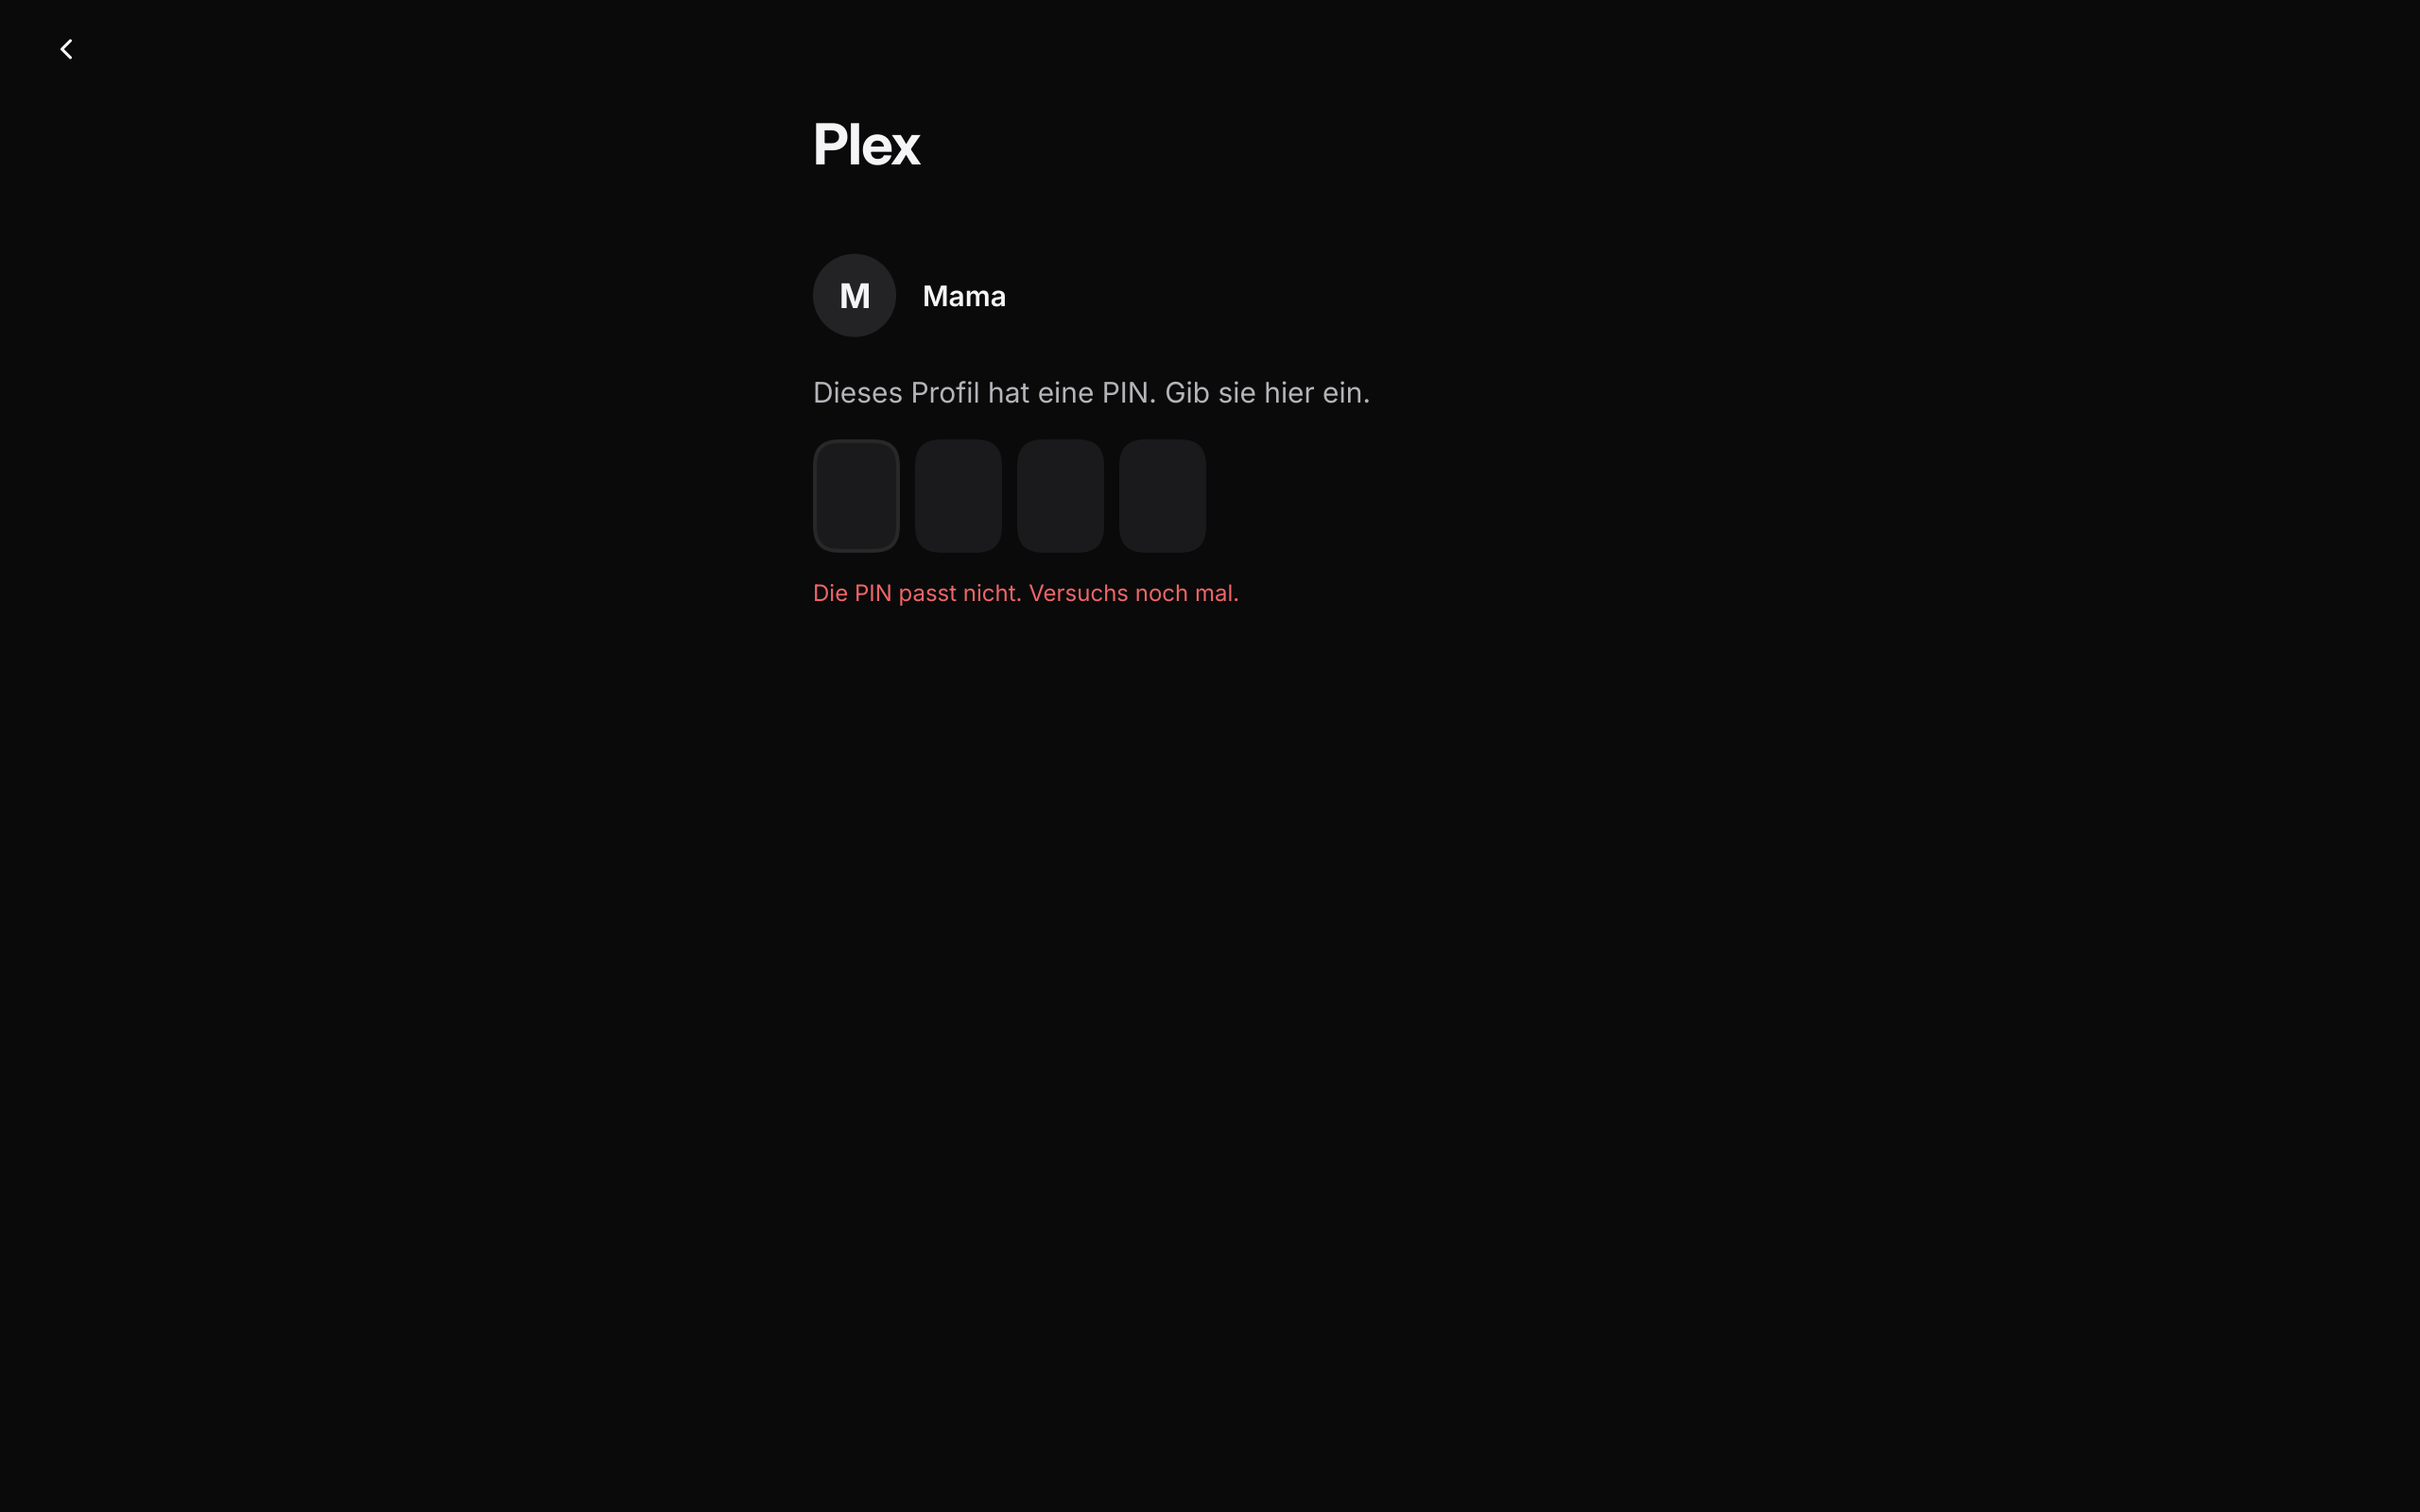 Plex
M
Mama
Dieses Profil hat eine PIN. Gib sie hier ein.
Die PIN passt nicht. Versuchs noch mal.